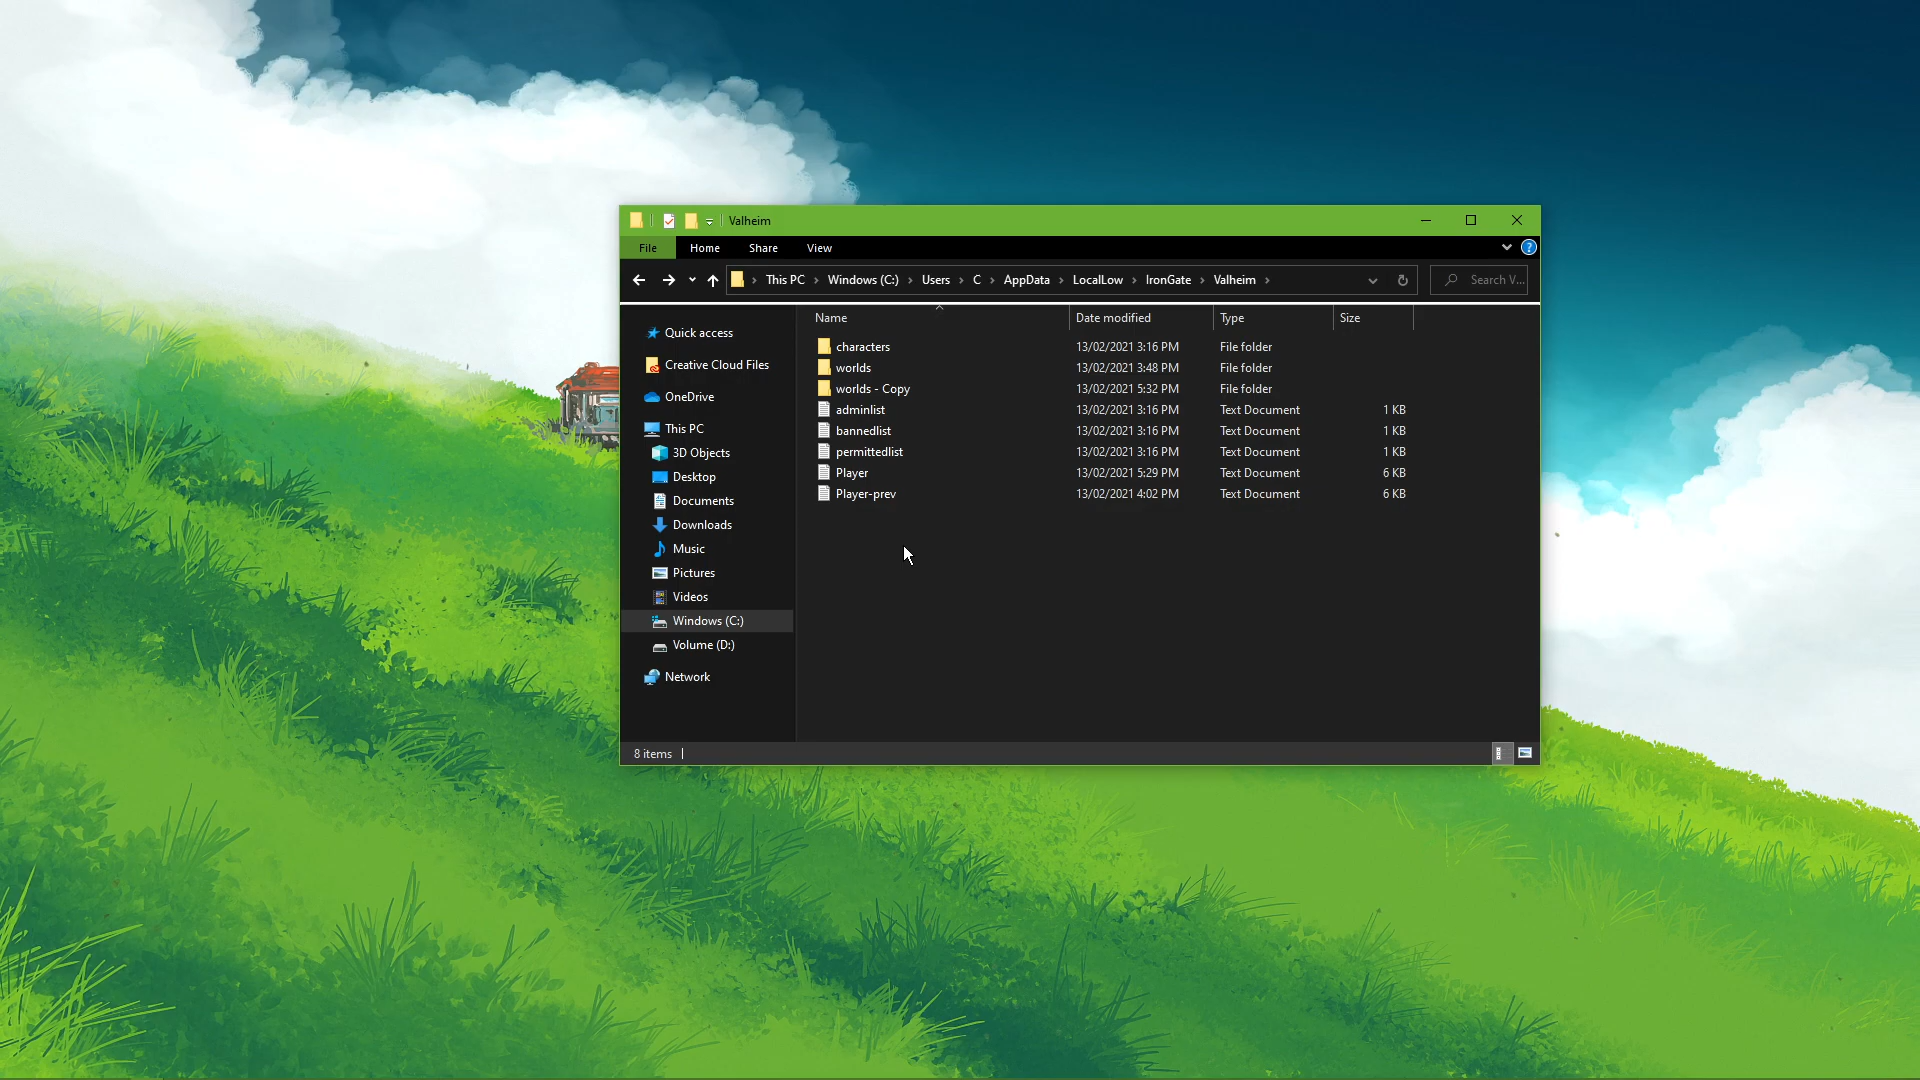 Valheim
File Home Share View
This PC Windows (C:) Users C AppData LocalLow IronGate Valheim
Search V...
Name Date modified Type Size
Quick access
Creative Cloud Files
OneDrive
This PC
3D Objects
Desktop
Documents
Downloads
Music
Pictures
Videos
Windows (C:)
Volume (D:)
Network
characters 13/02/2021 3:16 PM File folder
worlds 13/02/2021 3:48 PM File folder
worlds - Copy 13/02/2021 5:32 PM File folder
adminlist 13/02/2021 3:16 PM Text Document 1 KB
bannedlist 13/02/2021 3:16 PM Text Document 1 KB
permittedlist 13/02/2021 3:16 PM Text Document 1 KB
Player 13/02/2021 5:29 PM Text Document 6 KB
Player-prev 13/02/2021 4:02 PM Text Document 6 KB
8 items